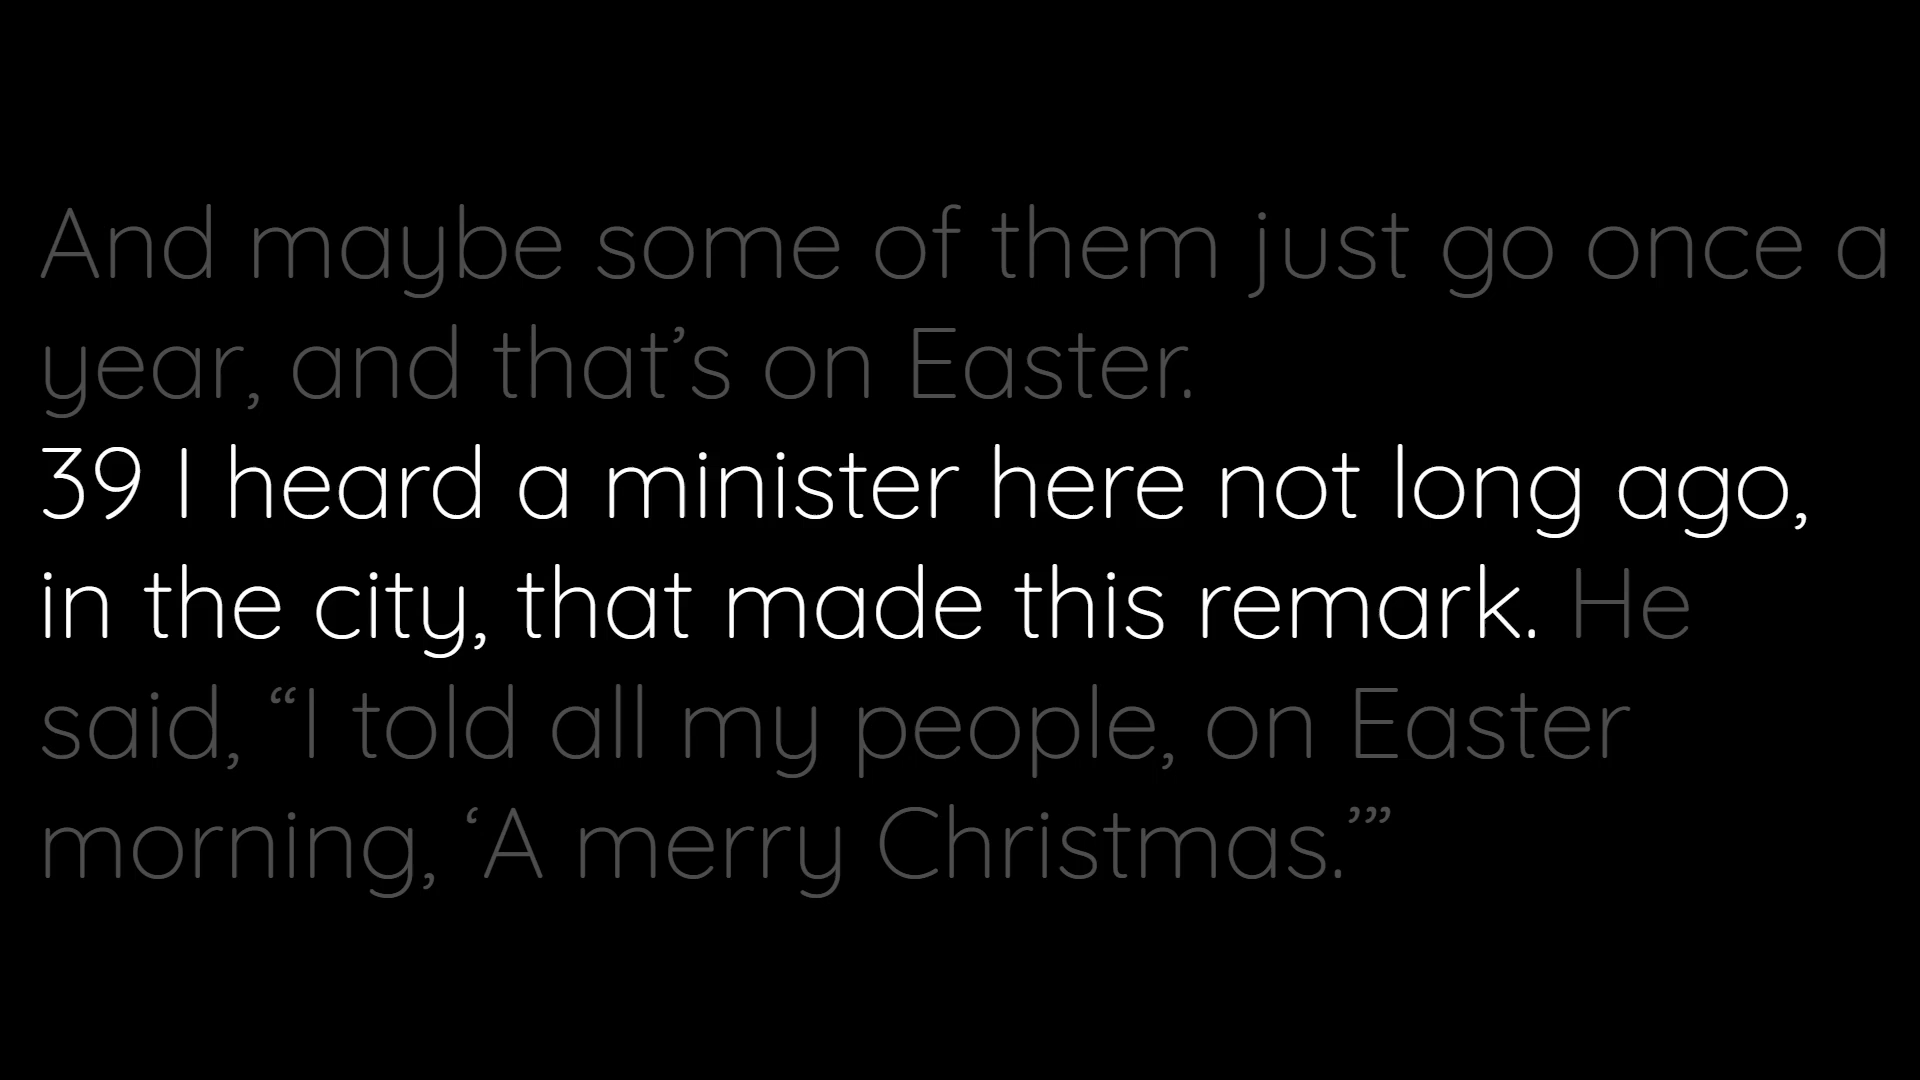 And maybe some of them just go once a
year, and that’s on Easter.
39 I heard a minister here not long ago,
in the city, that made this remark. He
said, “I told all my people, on Easter
morning, ‘A merry Christmas.’”